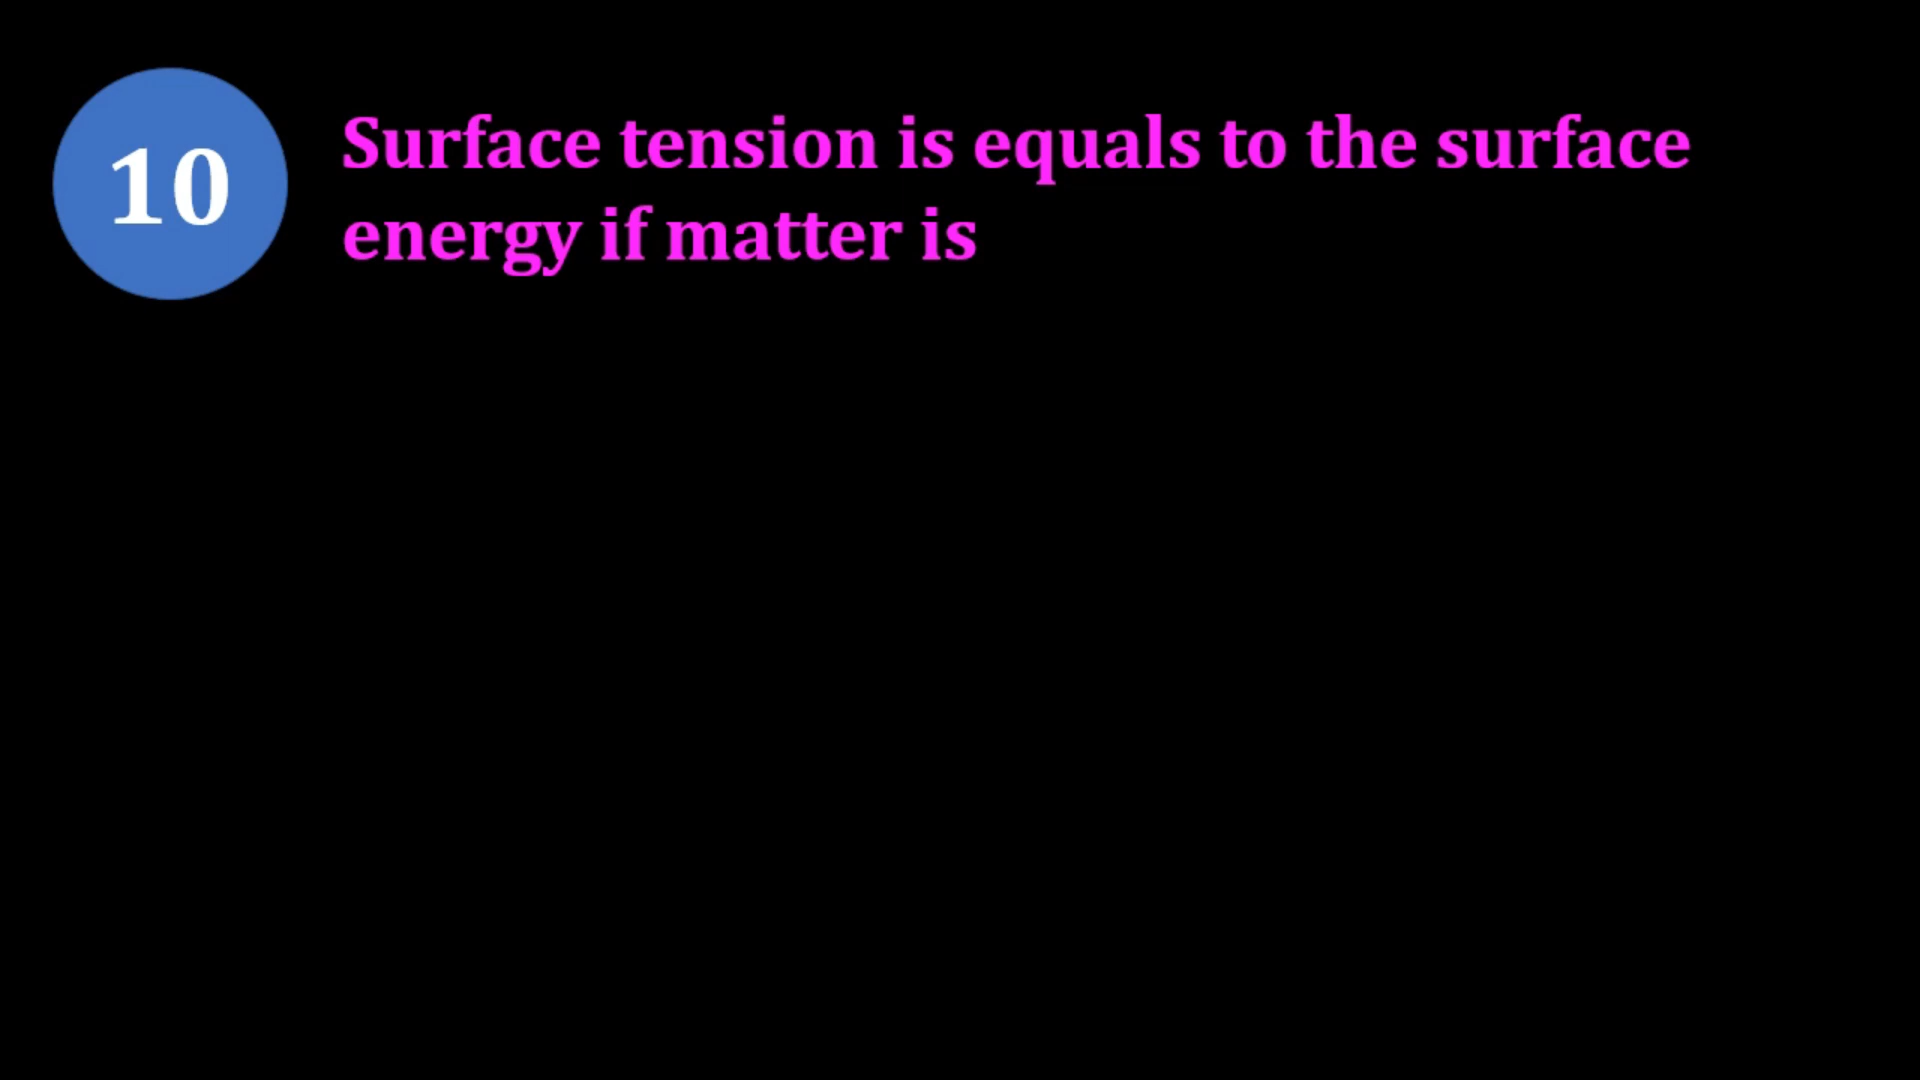 10
Surface tension is equals to the surface
energy if matter is